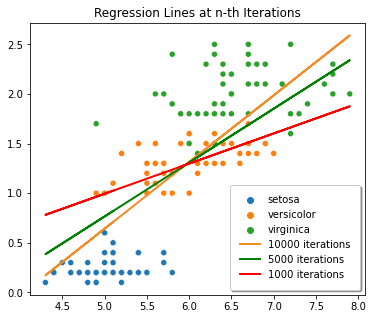 Regression Lines at n-th Iterations
2.5
2.0
1.5
1.0
0.5
0.0
setosa
versicolor
virginica
10000 iterations
5000 iterations
1000 iterations
4.5 5.0 5.5 6.0 6.5 7.0 7.5 8.0